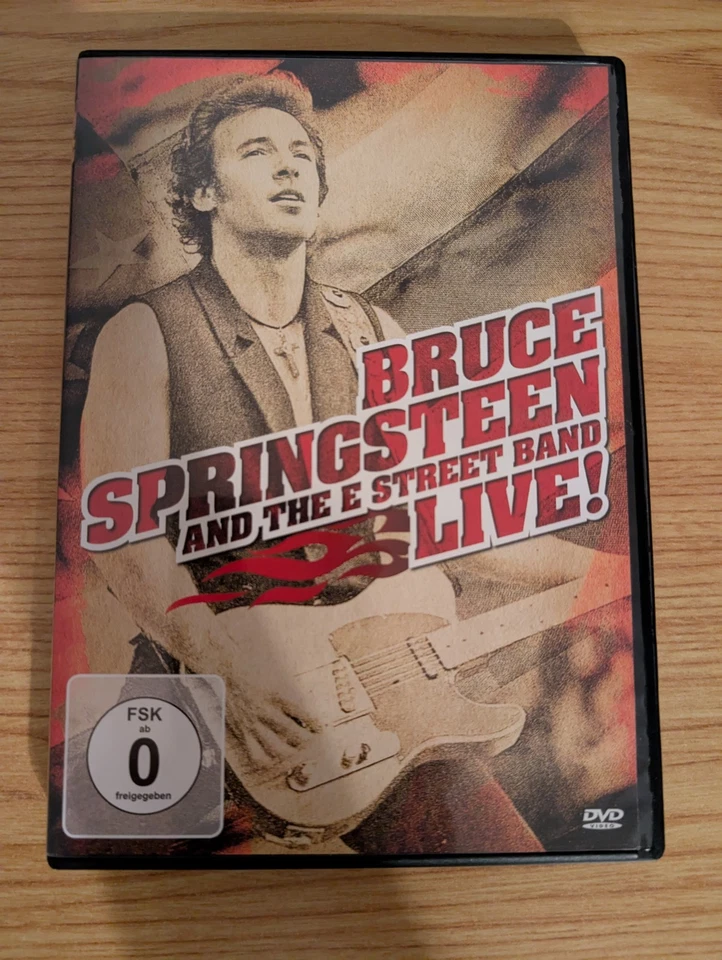 BRUCE
SPRINGSTEEN
AND THE E STREET BAND
LIVE!
FSK
ab
0
freigegeben
DVD
VIDEO